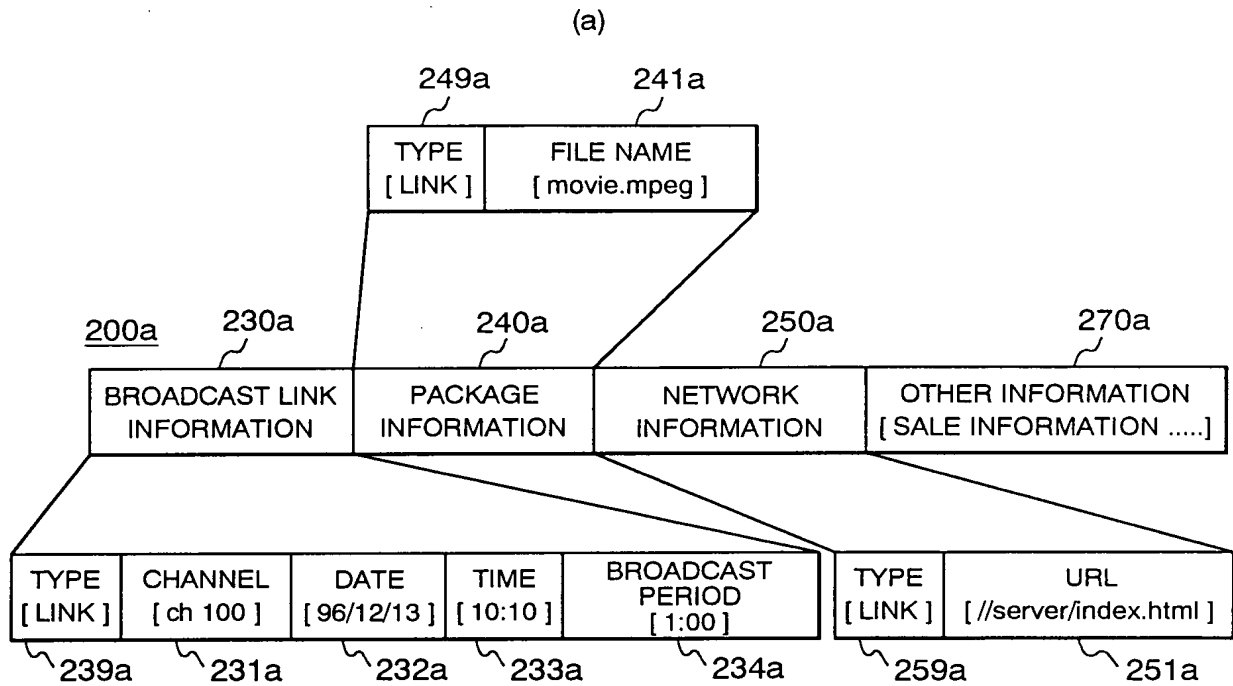 (a)
249a 241a
TYPE FILE NAME
[ LINK ] [ movie.mpeg ]
200a 230a 240a 250a 270a
BROADCAST LINK PACKAGE NETWORK OTHER INFORMATION
INFORMATION INFORMATION INFORMATION [ SALE INFORMATION .....]
TYPE CHANNEL DATE TIME BROADCAST PERIOD TYPE URL
[ LINK ] [ ch 100 ] [ 96/12/13 ] [ 10:10 ] [ 1:00 ] [ LINK ] [ //server/index.html ]
239a 231a 232a 233a 234a 259a 251a